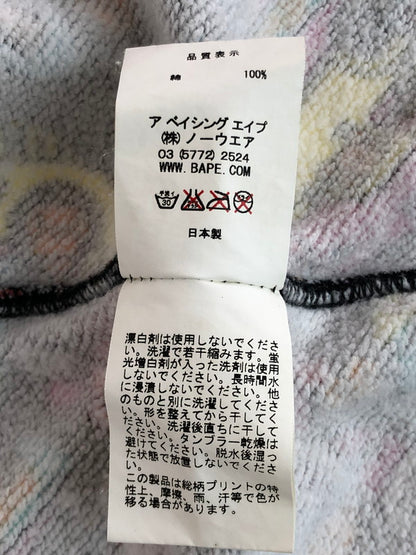 品質表示
綿 100%
ア ベイシング エイプ
(株) ノーウエア
03 (5772) 2524
WWW.BAPE.COM
手洗イ
30
日本製
漂白剤は使用しないでくださ
い。洗濯で若干縮みます。蛍
光増白剤が入った洗剤は使用
しないでください。長時間水
に浸漬しないでください。他
のものと別に洗濯してくださ
い。形を整えてから干してく
ださい。洗濯後直ちに干して
ください。タンブラー乾燥は
避けてください。脱水後湿っ
た状態で放置しないでくださ
い。
この製品は総柄プリントの特
性上、摩擦、雨、汗等で色が
移る場合があります。